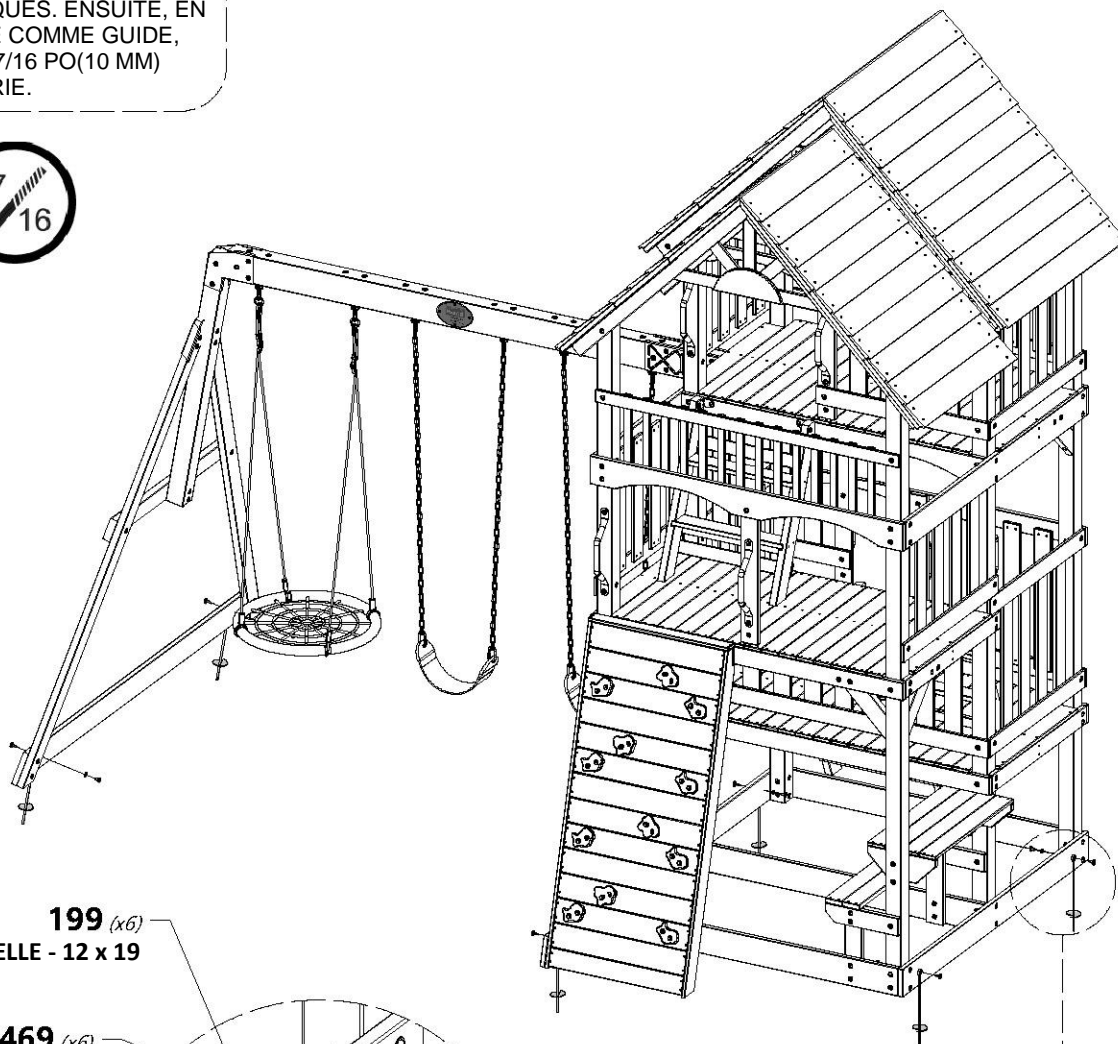 QUES. ENSUITE, EN
COMME GUIDE,
7/16 PO(10 MM)
RIE.
7
16
199 (x6)
ELLE - 12 x 19
469 (x6)